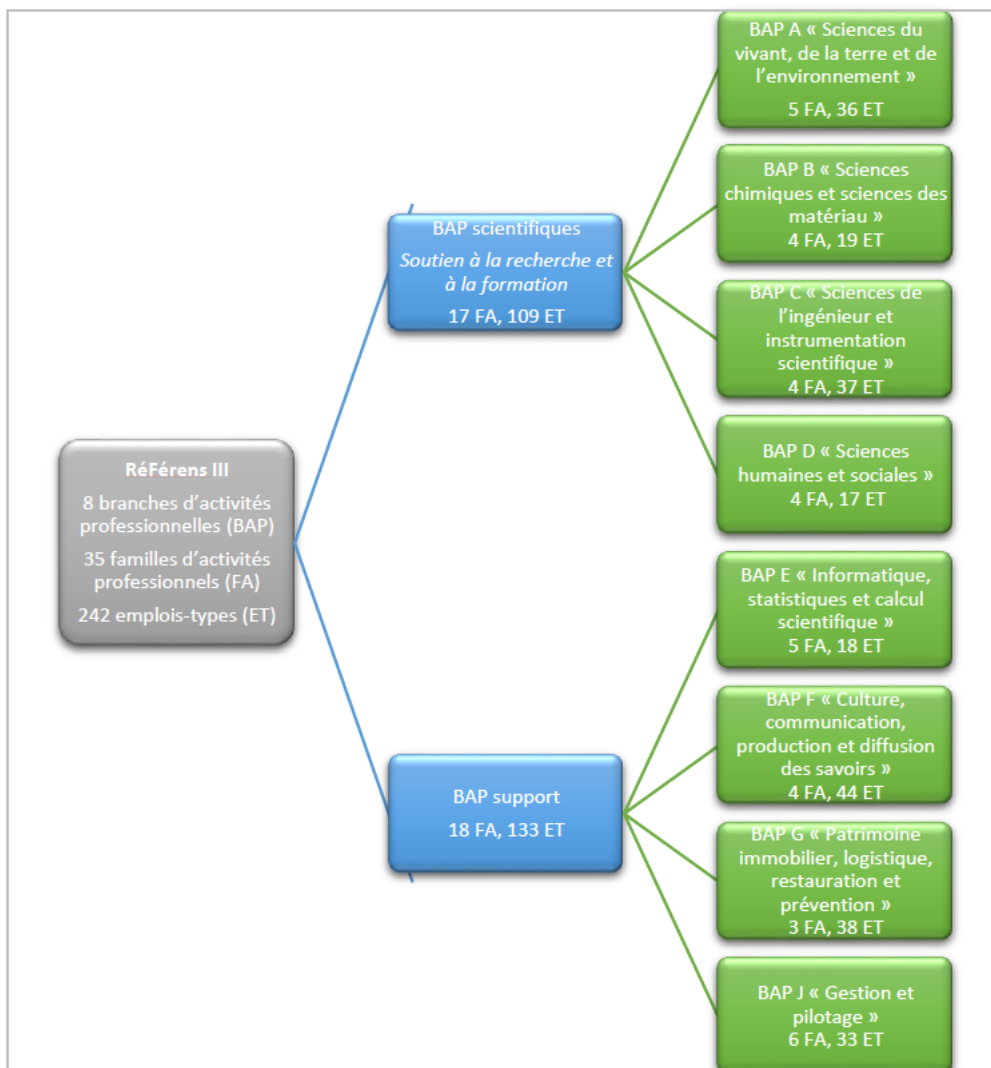 RéFérens III
8 branches d'activités
professionnelles (BAP)
35 familles d'activités
professionnels (FA)
242 emplois-types (ET)
BAP scientifiques
Soutien à la recherche et
à la formation
17 FA, 109 ET
BAP A « Sciences du
vivant, de la terre et de
l'environnement »
5 FA, 36 ET
BAP B « Sciences
chimiques et sciences des
matériau »
4 FA, 19 ET
BAP C « Sciences de
l'ingénieur et
instrumentation
scientifique »
4 FA, 37 ET
BAP D « Sciences
humaines et sociales »
4 FA, 17 ET
BAP support
18 FA, 133 ET
BAP E « Informatique,
statistiques et calcul
scientifique »
5 FA, 18 ET
BAP F « Culture,
communication,
production et diffusion
des savoirs »
4 FA, 44 ET
BAP G « Patrimoine
immobilier, logistique,
restauration et
prévention »
3 FA, 38 ET
BAP J « Gestion et
pilotage »
6 FA, 33 ET